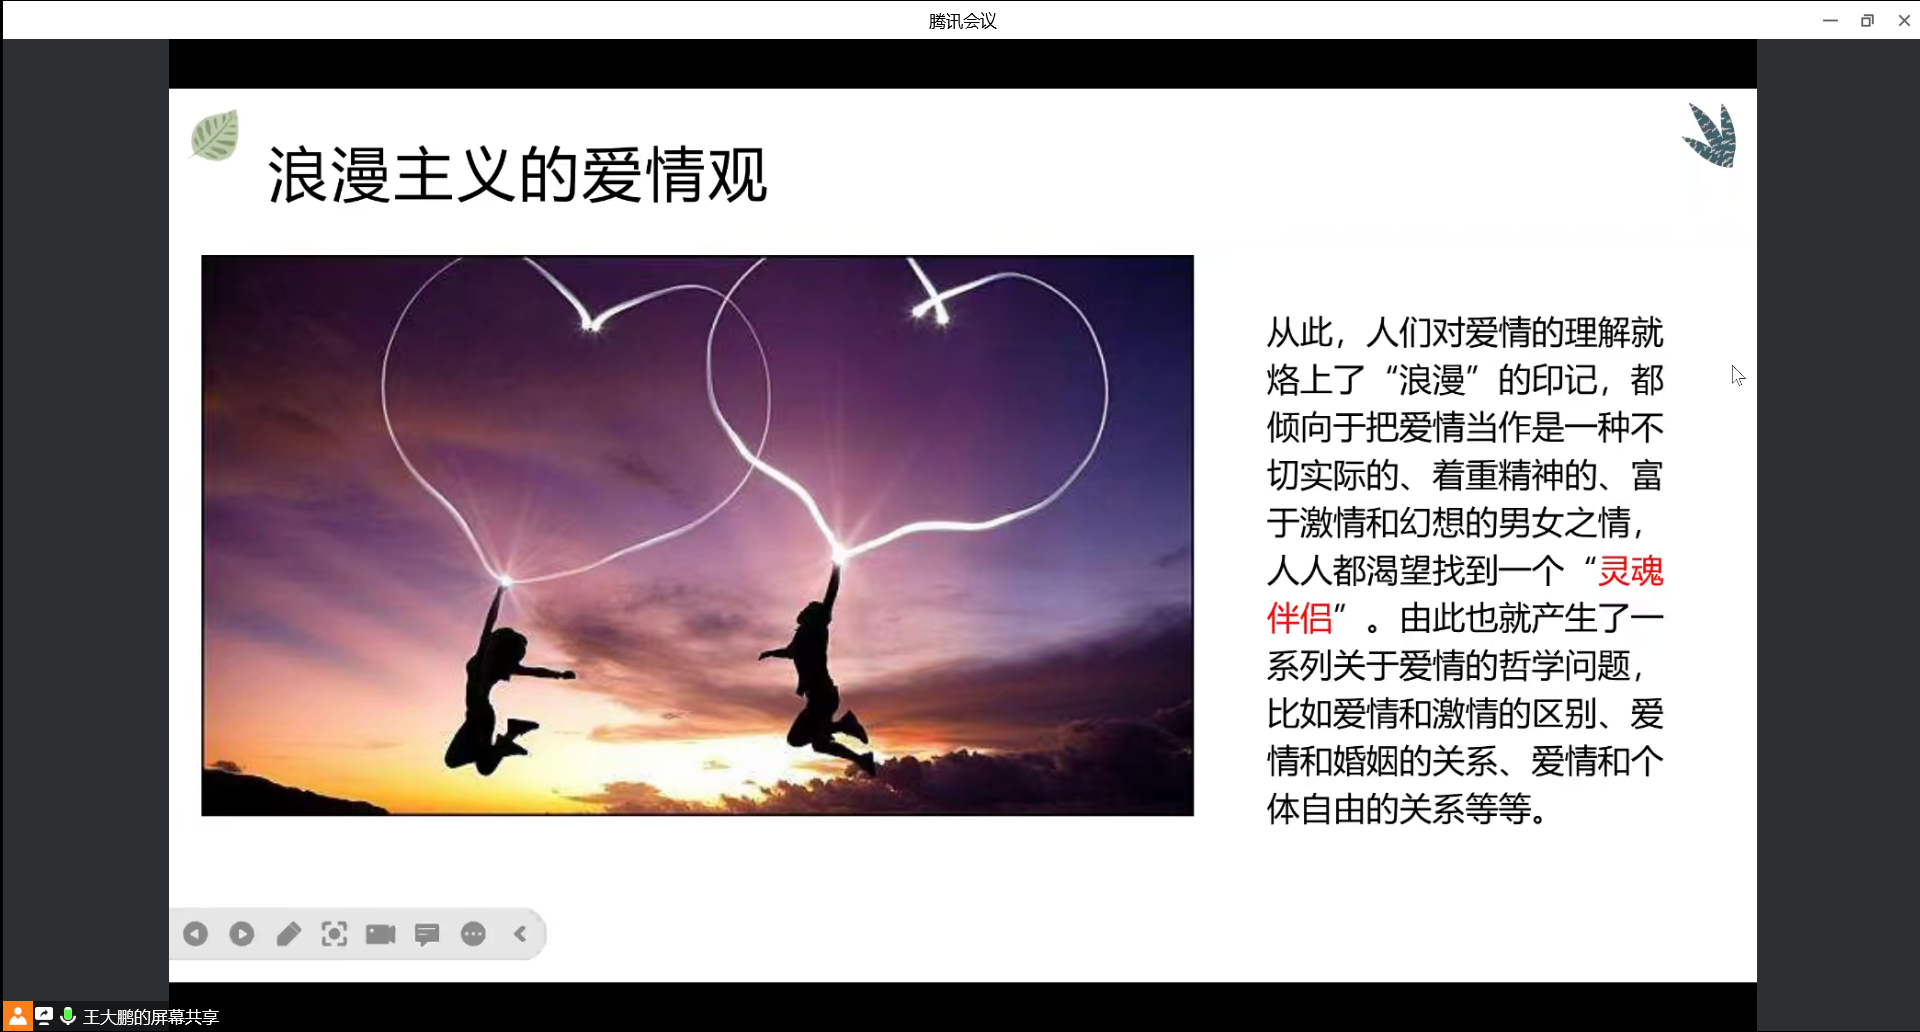 腾讯会议
浪漫主义的爱情观
从此，人们对爱情的理解就
烙上了“浪漫”的印记，都
倾向于把爱情当作是一种不
切实际的、着重精神的、富
于激情和幻想的男女之情，
人人都渴望找到一个“灵魂
伴侣”。由此也就产生了一
系列关于爱情的哲学问题，
比如爱情和激情的区别、爱
情和婚姻的关系、爱情和个
体自由的关系等等。
王大鹏的屏幕共享